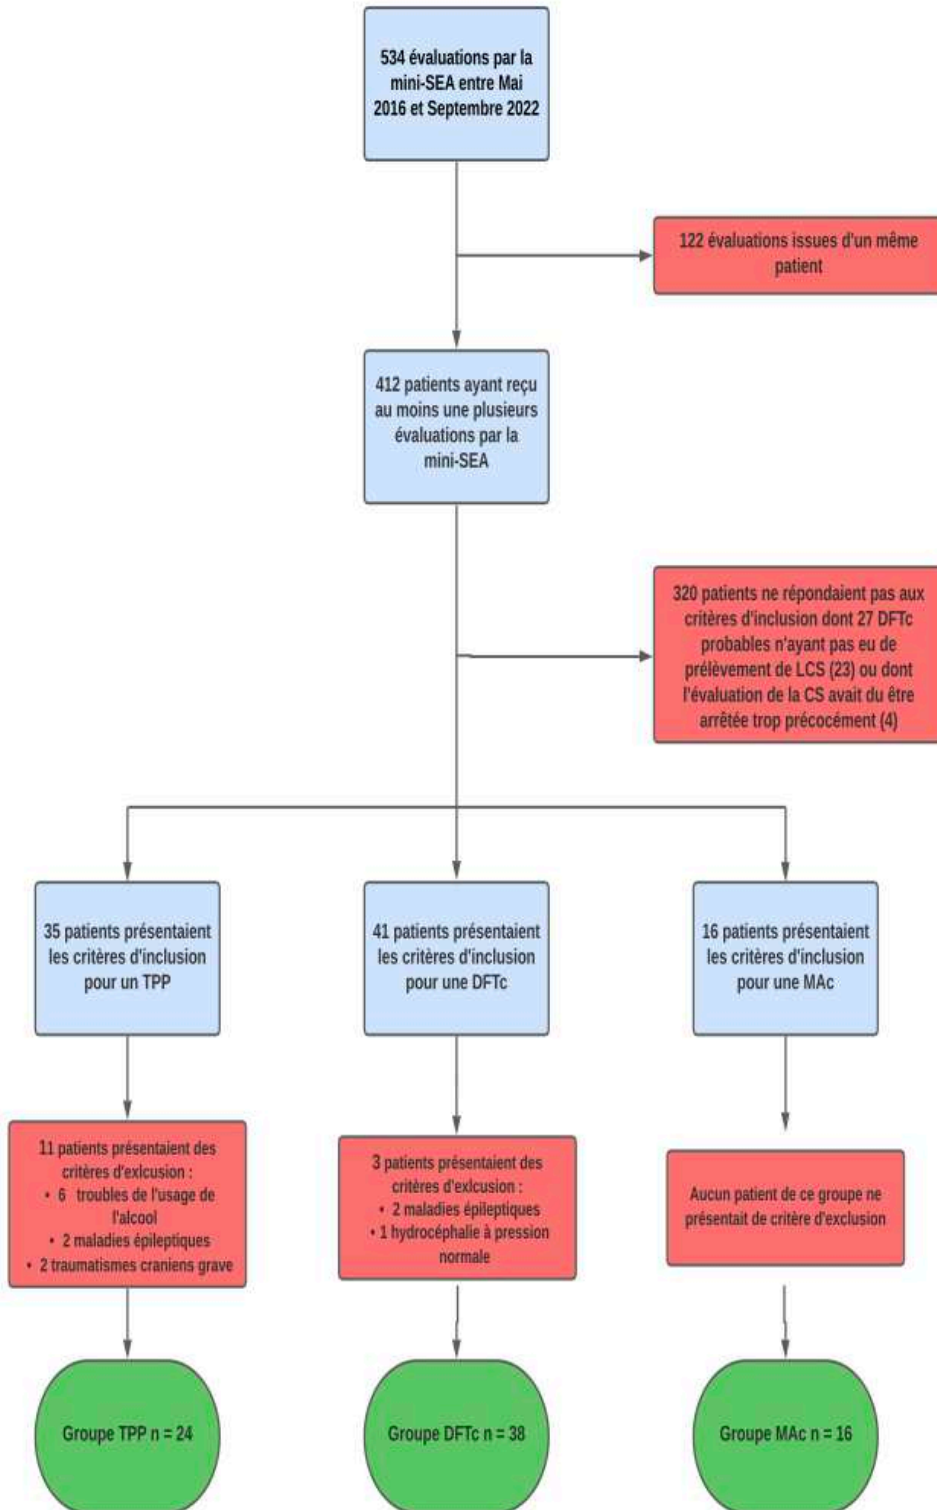 534 évaluations par la
mini-SEA entre Mai
2016 et Septembre 2022
122 évaluations issues d'un même
patient
412 patients ayant reçu
au moins une plusieurs
évaluations par la
mini-SEA
320 patients ne répondaient pas aux
critères d'inclusion dont 27 DFTc
probables n'ayant pas eu de
prélèvement de LCS (23) ou dont
l'évaluation de la CS avait du être
arrêtée trop précocément (4)
35 patients présentaient
les critères d'inclusion
pour un TPP
41 patients présentaient
les critères d'inclusion
pour une DFTc
16 patients présentaient
les critères d'inclusion
pour une MAc
11 patients présentaient des
critères d'exlcusion :
• 6 troubles de l'usage de
l'alcool
• 2 maladies épileptiques
• 2 traumatismes craniens grave
3 patients présentaient des
critères d'exlcusion :
• 2 maladies épileptiques
• 1 hydrocéphalie à pression
normale
Aucun patient de ce groupe ne
présentait de critère d'exclusion
Groupe TPP n = 24
Groupe DFTc n = 38
Groupe MAc n = 16